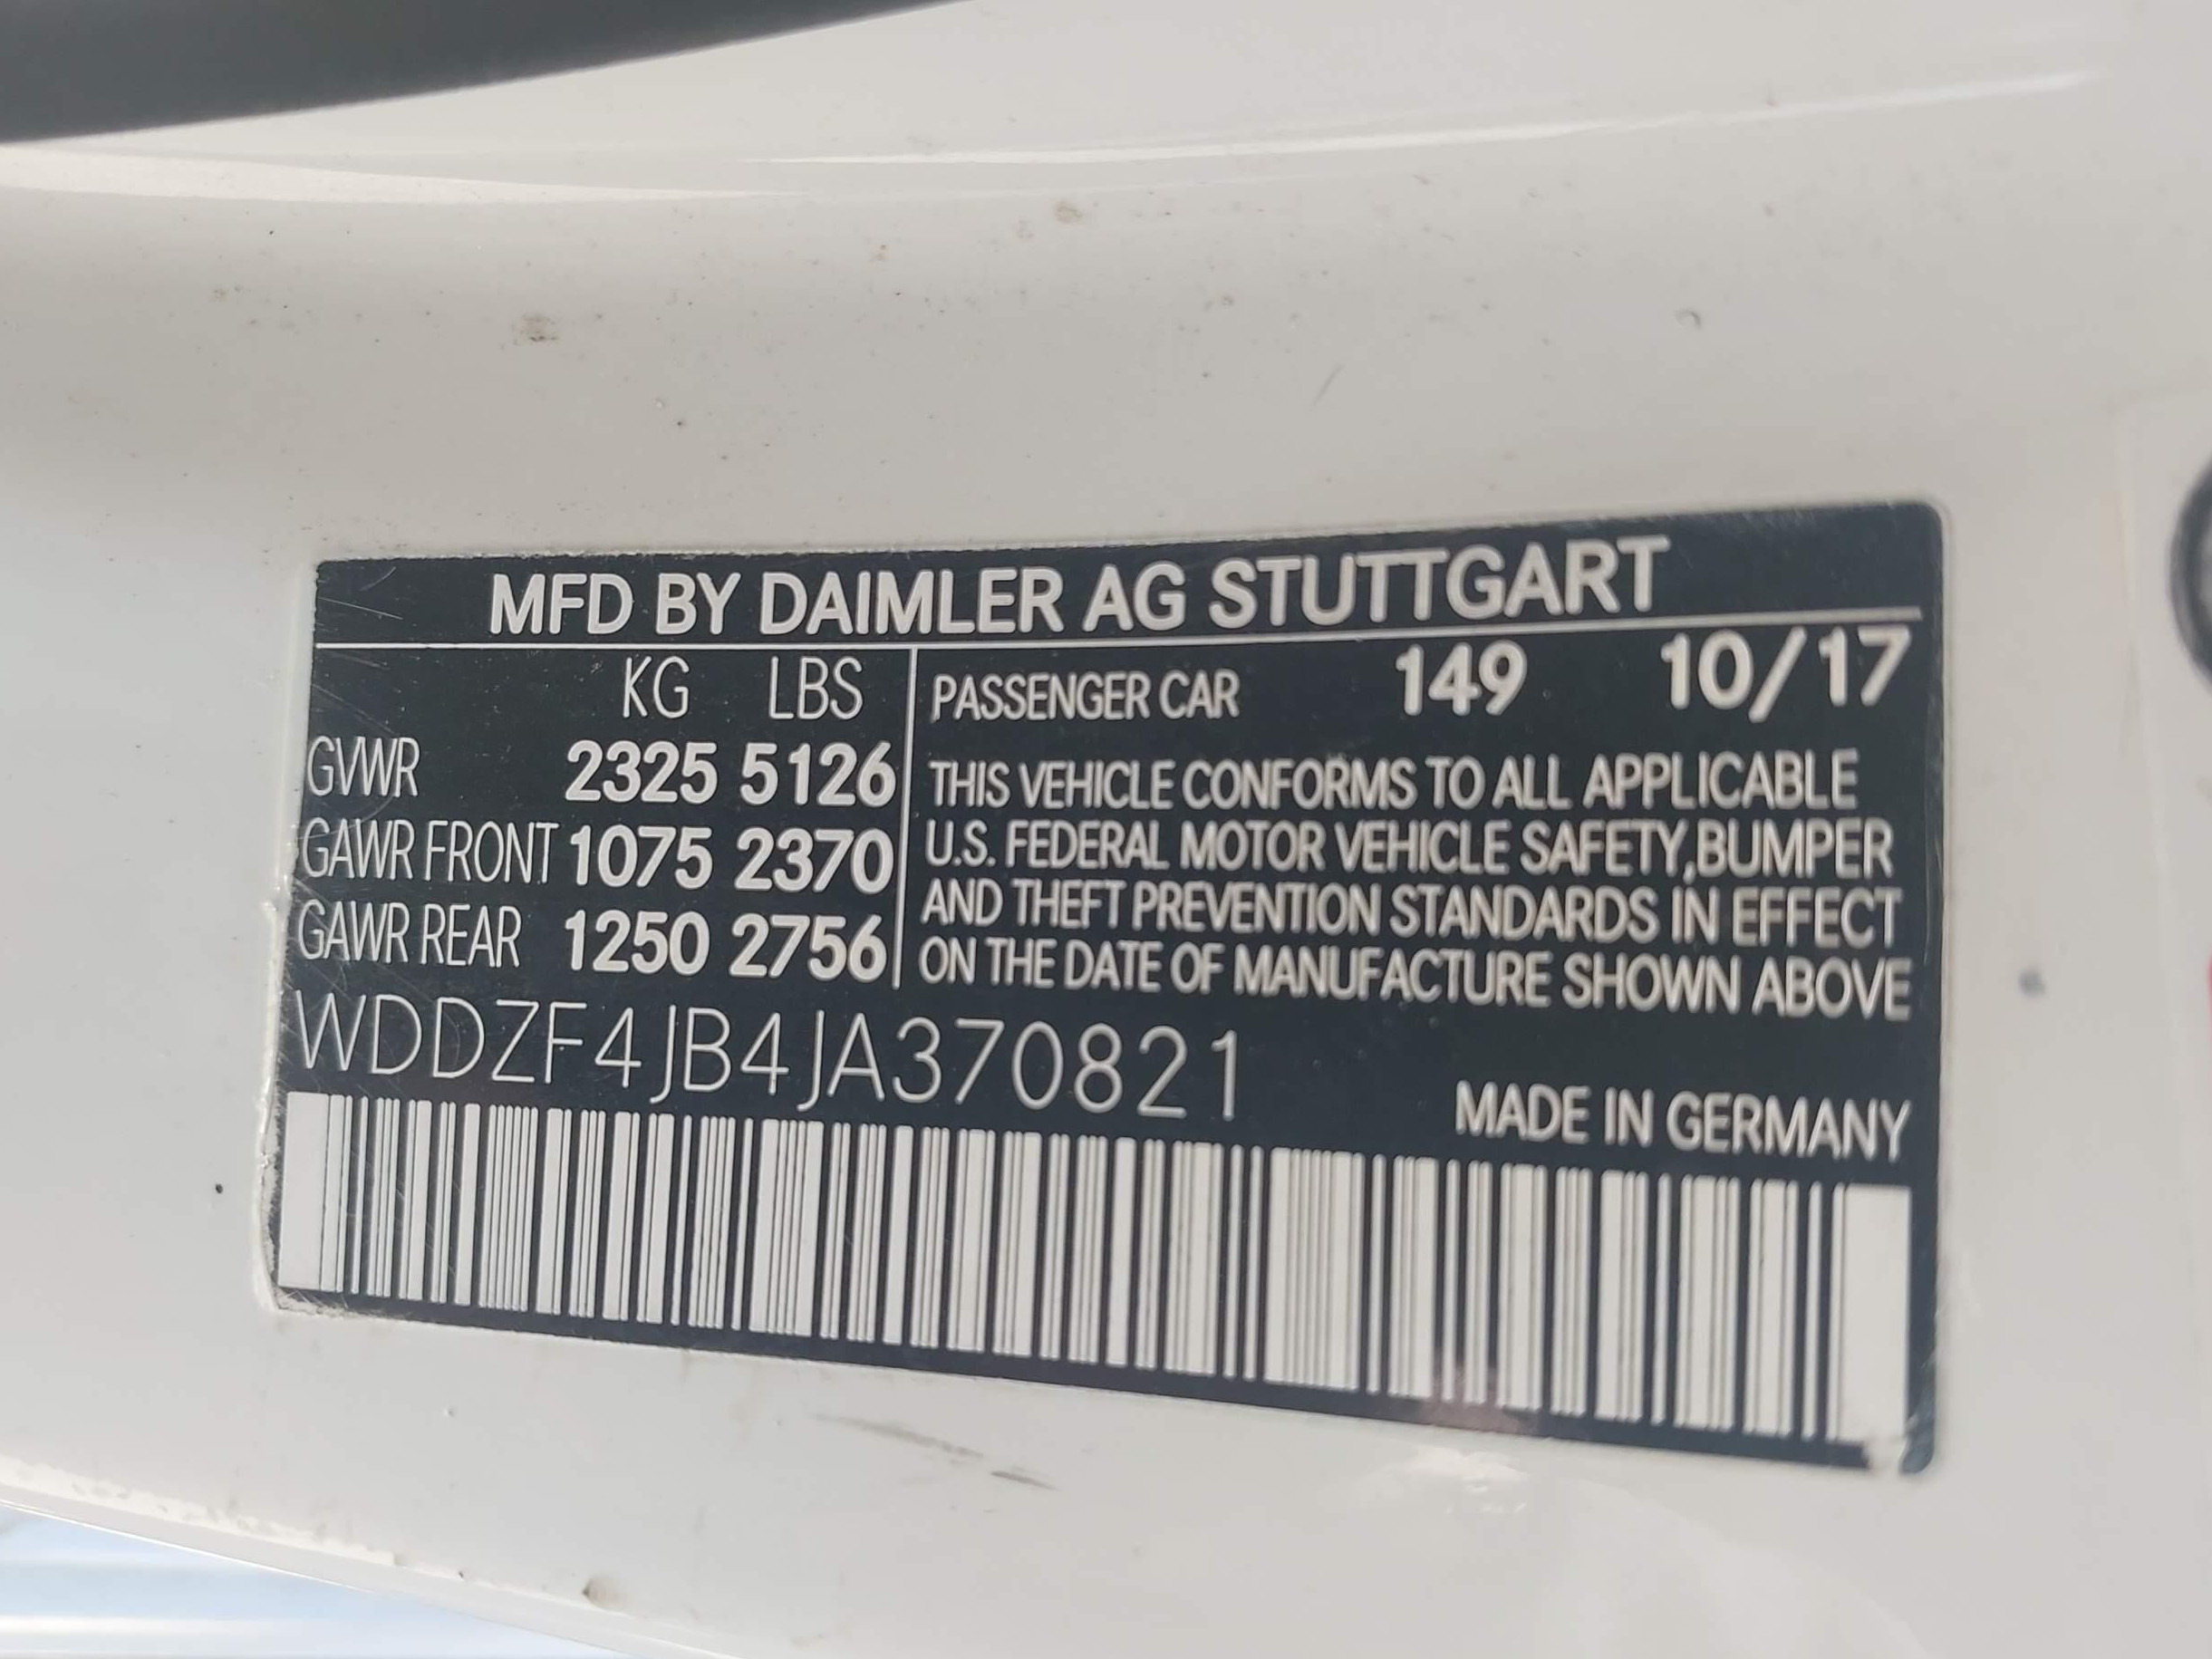 MFD BY DAIMLER AG STUTTGART
KG LBS
GVWR 2325 5126
GAWR FRONT 1075 2370
GAWR REAR 1250 2756
PASSENGER CAR 149 10/17
THIS VEHICLE CONFORMS TO ALL APPLICABLE
U.S. FEDERAL MOTOR VEHICLE SAFETY,BUMPER
AND THEFT PREVENTION STANDARDS IN EFFECT
ON THE DATE OF MANUFACTURE SHOWN ABOVE
WDDZF4JB4JA370821
MADE IN GERMANY